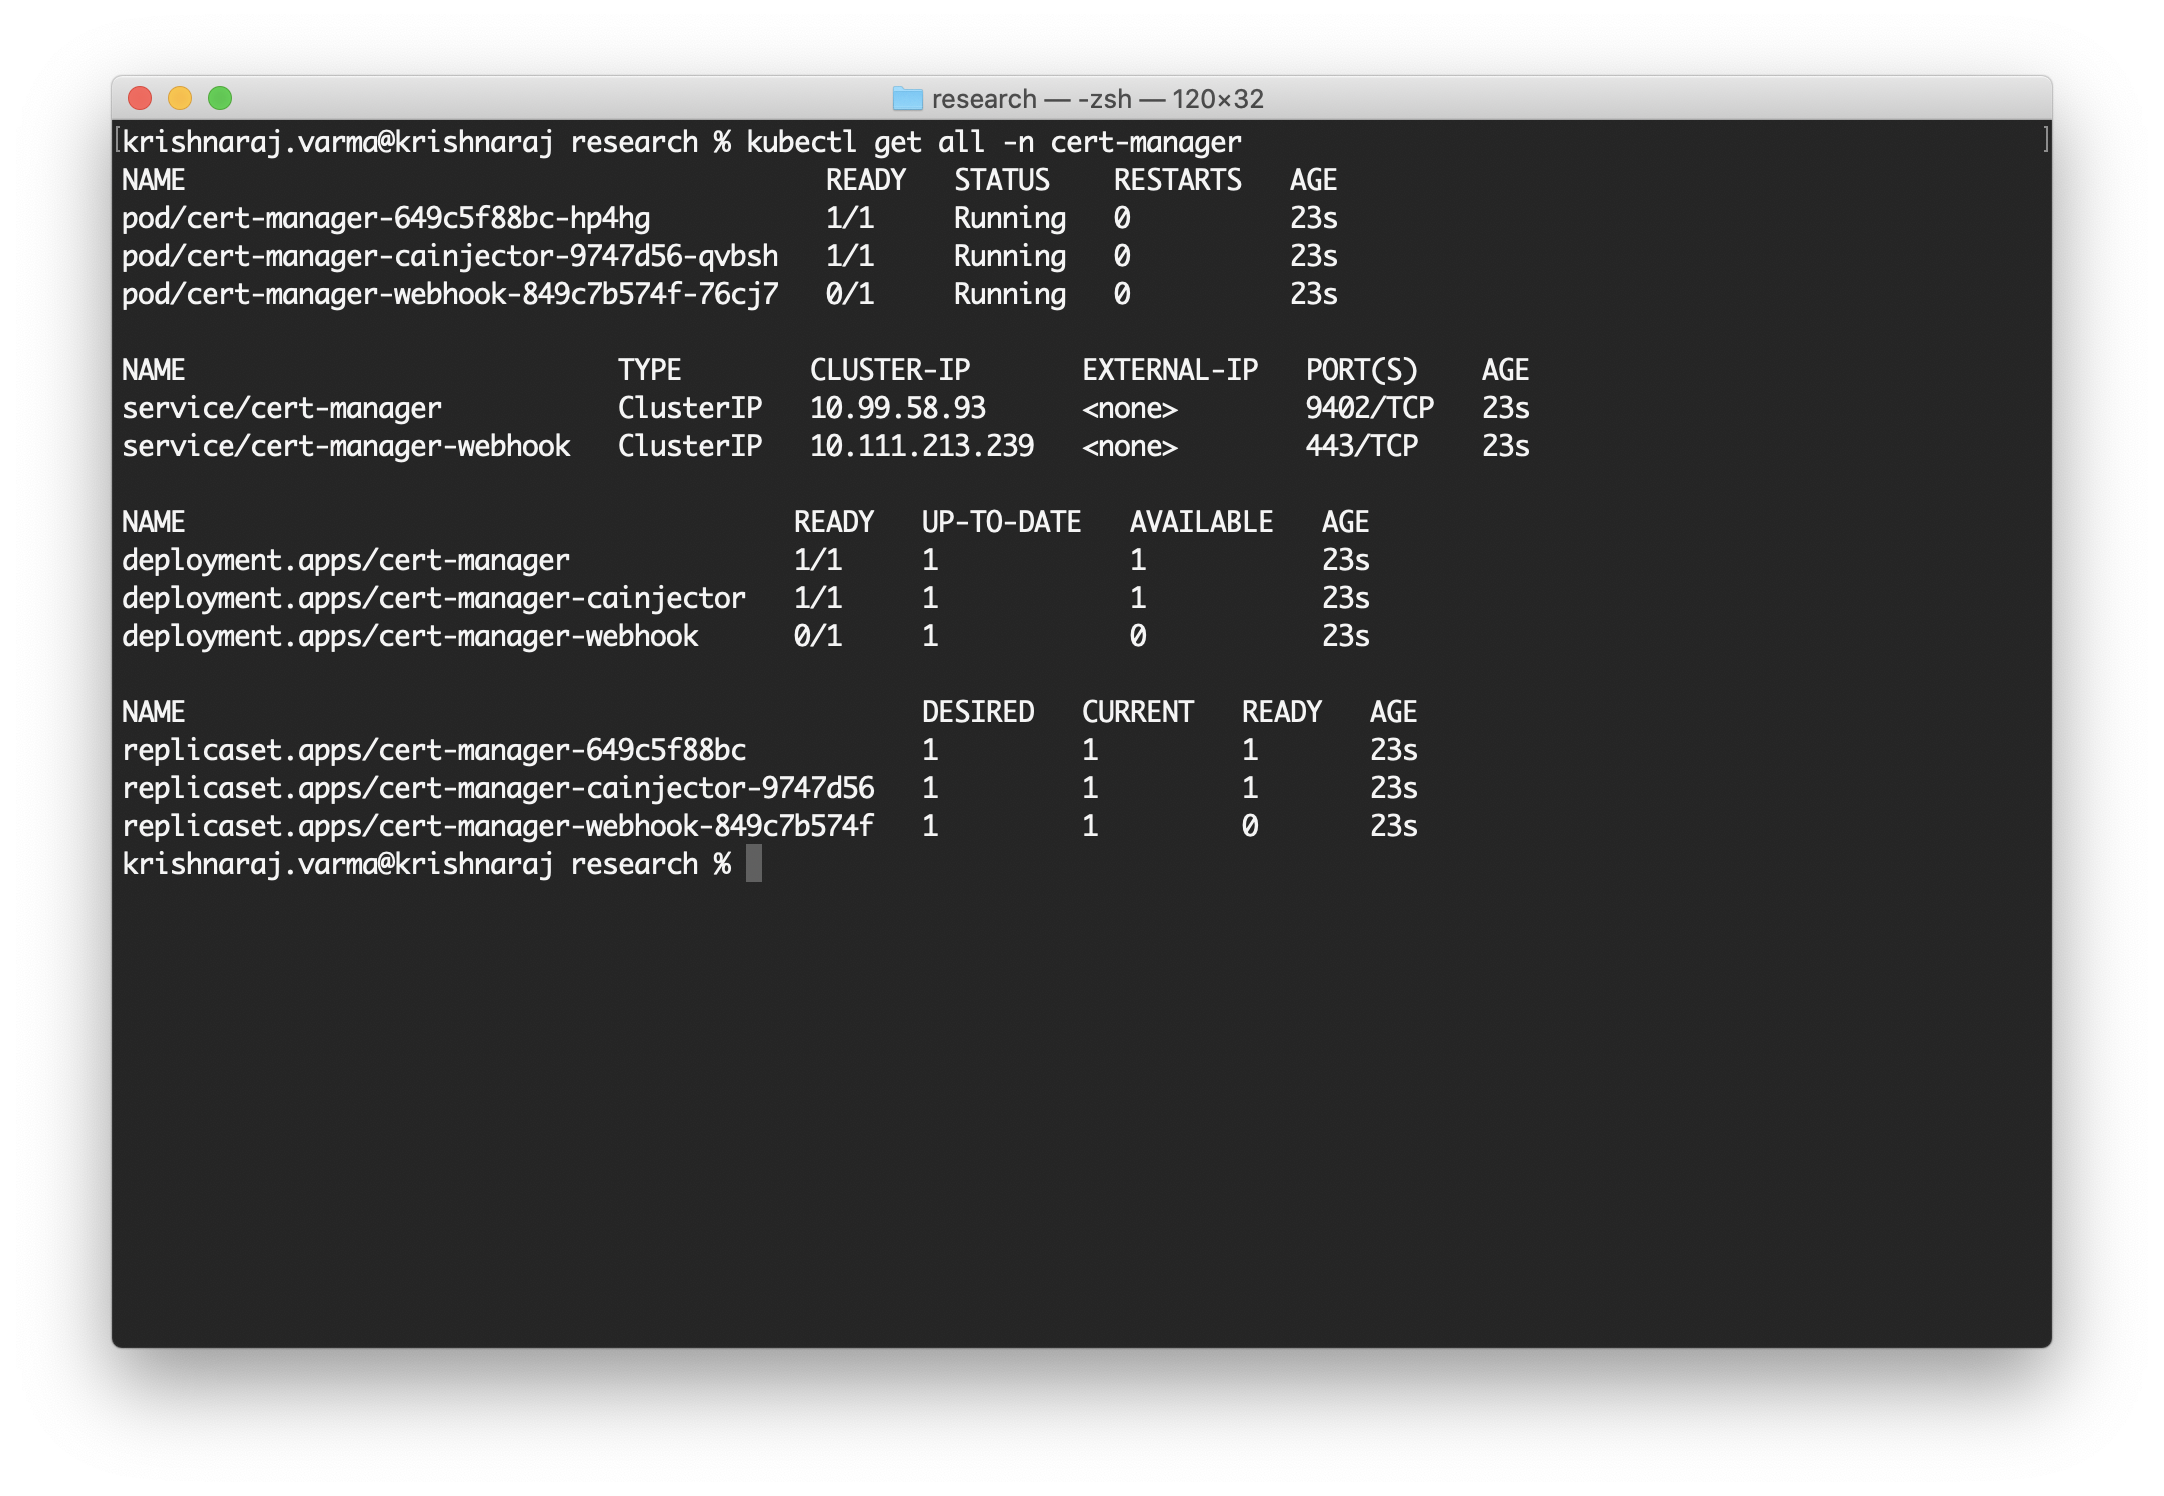 research — -zsh — 120×32
krishnaraj.varma@krishnaraj research % kubectl get all -n cert-manager
NAME READY STATUS RESTARTS AGE
pod/cert-manager-649c5f88bc-hp4hg 1/1 Running 0 23s
pod/cert-manager-cainjector-9747d56-qvbsh 1/1 Running 0 23s
pod/cert-manager-webhook-849c7b574f-76cj7 0/1 Running 0 23s
NAME TYPE CLUSTER-IP EXTERNAL-IP PORT(S) AGE
service/cert-manager ClusterIP 10.99.58.93 <none> 9402/TCP 23s
service/cert-manager-webhook ClusterIP 10.111.213.239 <none> 443/TCP 23s
NAME READY UP-TO-DATE AVAILABLE AGE
deployment.apps/cert-manager 1/1 1 1 23s
deployment.apps/cert-manager-cainjector 1/1 1 1 23s
deployment.apps/cert-manager-webhook 0/1 1 0 23s
NAME DESIRED CURRENT READY AGE
replicaset.apps/cert-manager-649c5f88bc 1 1 1 23s
replicaset.apps/cert-manager-cainjector-9747d56 1 1 1 23s
replicaset.apps/cert-manager-webhook-849c7b574f 1 1 0 23s
krishnaraj.varma@krishnaraj research %